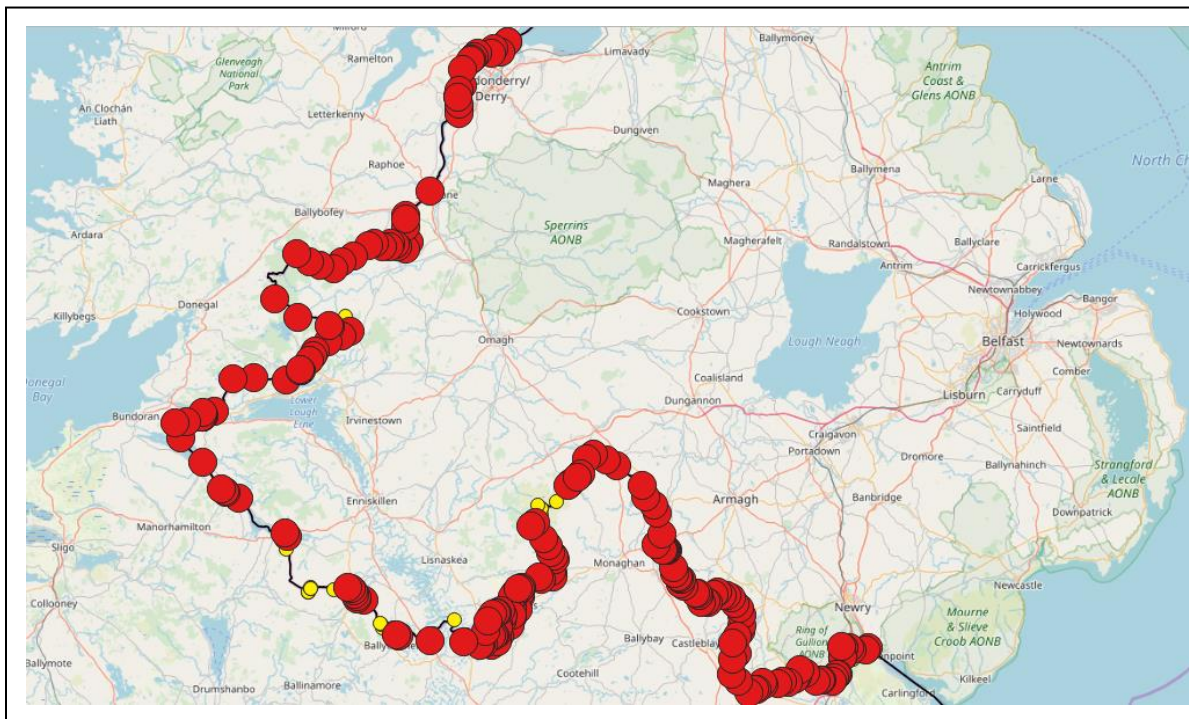 Milford
Ramelton
Glenveagh
National
Park
An Clochán
Liath
Letterkenny
Limavady
Ballymoney
Antrim
Coast &
Glens AONB
Derry
Dungiven
Raphoe
Maghera
Ballymena
North Ch
Larne
Ballybofey
Ardara
Sperrins
AONB
Magherafelt
Randalstown
Ballyclare
Antrim
Carrickfergus
Newtownabbey
Killybegs
Donegal
Holywood
Bangor
Omagh
Cookstown
Lough Neagh
Belfast
Newtownards
Comber
Coalisland
Dungannon
Lisburn
Carryduff
Donegal
Bay
Bundoran
Lower
Lough
Erne
Irvinestown
Craigavon
Portadown
Saintfield
Dromore
Ballynahinch
Strangford
& Lecale
AONB
Enniskillen
Armagh
Banbridge
Downpatrick
Manorhamilton
Sligo
Lisnaskea
Monaghan
Newcastle
Collooney
Newry
Mourne
& Slieve
Croob AONB
Ring of
Gullion
AONB
Ballybay
Castleblay
Ballymote
Drumshanbo
Ballinamore
Cootehill
Kilkeel
Carlingford